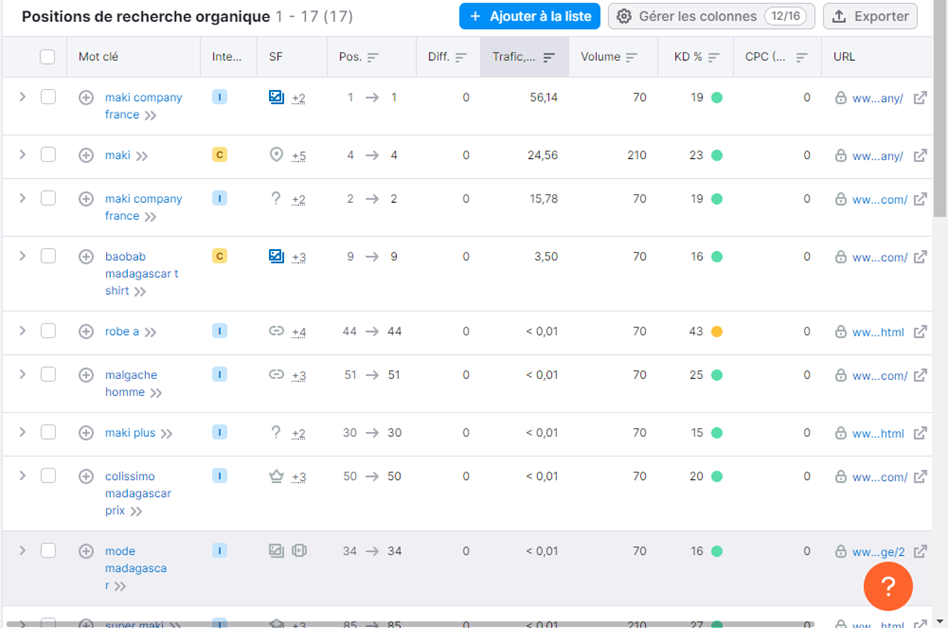 Positions de recherche organique 1 - 17 (17)
+ Ajouter à la liste
Gérer les colonnes 12/16
Exporter
Mot clé Inte... SF Pos. Diff. Trafic,... Volume KD % CPC (... URL
maki company I +2 1 → 1 0 56,14 70 19 0 ww...any/
france
maki C +5 4 → 4 0 24,56 210 23 0 ww...any/
maki company I ? +2 2 → 2 0 15,78 70 19 0 ww...com/
france
baobab C +3 9 → 9 0 3,50 70 16 0 ww...com/
madagascar t
shirt
robe a I +4 44 → 44 0 < 0,01 70 43 0 ww...html
malgache I +3 51 → 51 0 < 0,01 70 25 0 ww...com/
homme
maki plus I ? +2 30 → 30 0 < 0,01 70 15 0 ww...html
colissimo I +3 50 → 50 0 < 0,01 70 20 0 ww...com/
madagascar
prix
mode I 34 → 34 0 < 0,01 70 16 0 ww...ge/2
madagasca
r
?
super maki I +3 85 → 85 0 < 0,01 210 27 0 ww...html